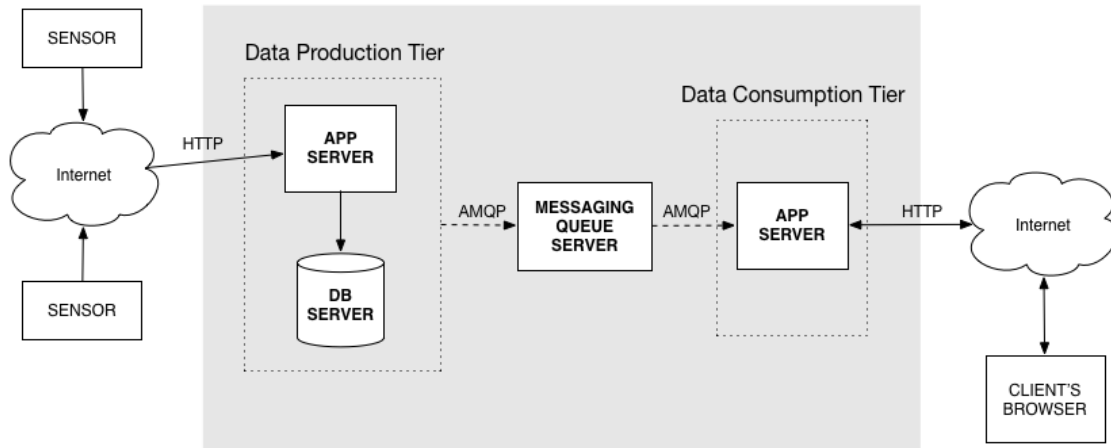 SENSOR
Data Production Tier
Data Consumption Tier
HTTP
APP
SERVER
Internet
AMQP
MESSAGING
QUEUE
SERVER
AMQP
APP
SERVER
HTTP
Internet
DB
SERVER
SENSOR
CLIENT'S
BROWSER